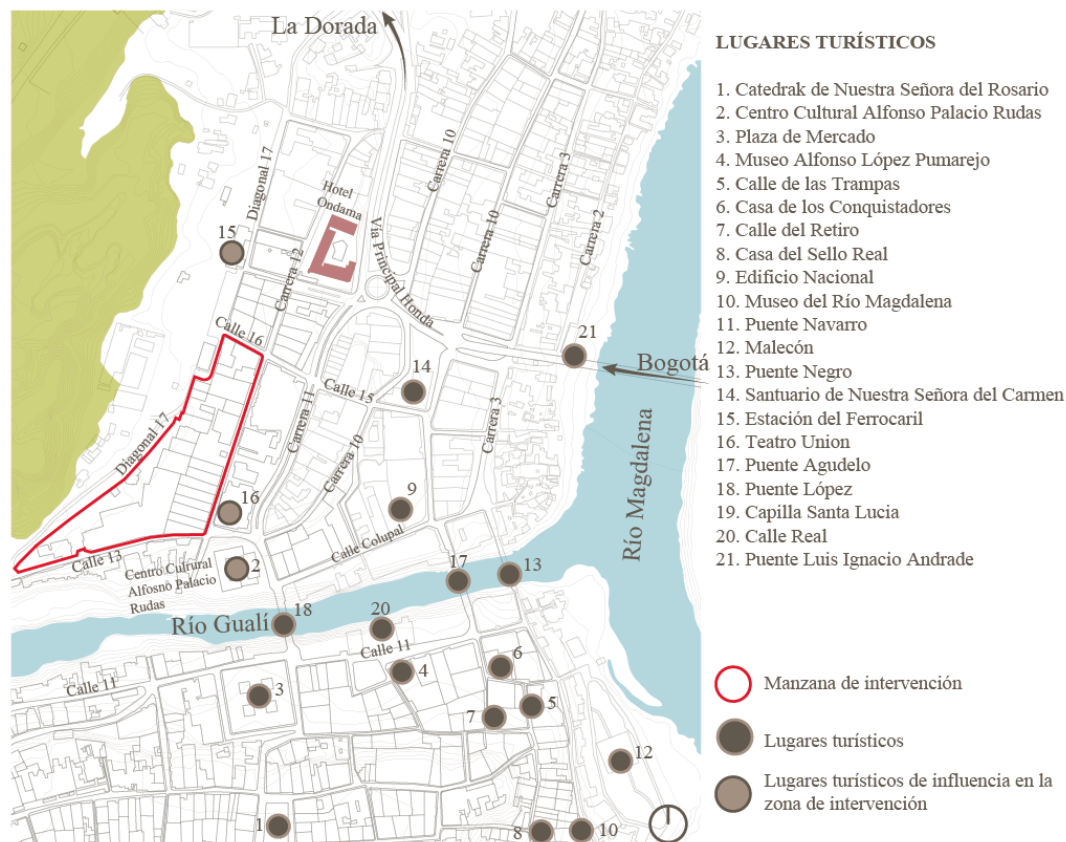 La Dorada
Carrera 10
Carrera 3
Diagonal 17
Hotel
Ondama
Vía Principal Honda
Carrera 10
Carrera 2
15
Carrera 12
21
Calle 16
Bogotá
14
Calle 15
Carrera 11
Carrera 3
Diagonal 17
Carrera 10
Río Magdalena
16
9
Calle Colupal
Calle 13
Centro Cultural
Alfosno Palacio
Rudas
2
17
13
Río Gualí
18
20
Calle 11
6
4
Calle 11
3
5
7
12
1
8
10
LUGARES TURÍSTICOS
1. Catedrak de Nuestra Señora del Rosario
2. Centro Cultural Alfonso Palacio Rudas
3. Plaza de Mercado
4. Museo Alfonso López Pumarejo
5. Calle de las Trampas
6. Casa de los Conquistadores
7. Calle del Retiro
8. Casa del Sello Real
9. Edificio Nacional
10. Museo del Río Magdalena
11. Puente Navarro
12. Malecón
13. Puente Negro
14. Santuario de Nuestra Señora del Carmen
15. Estación del Ferrocaril
16. Teatro Union
17. Puente Agudelo
18. Puente López
19. Capilla Santa Lucia
20. Calle Real
21. Puente Luis Ignacio Andrade
Manzana de intervención
Lugares turísticos
Lugares turísticos de influencia en la
zona de intervención